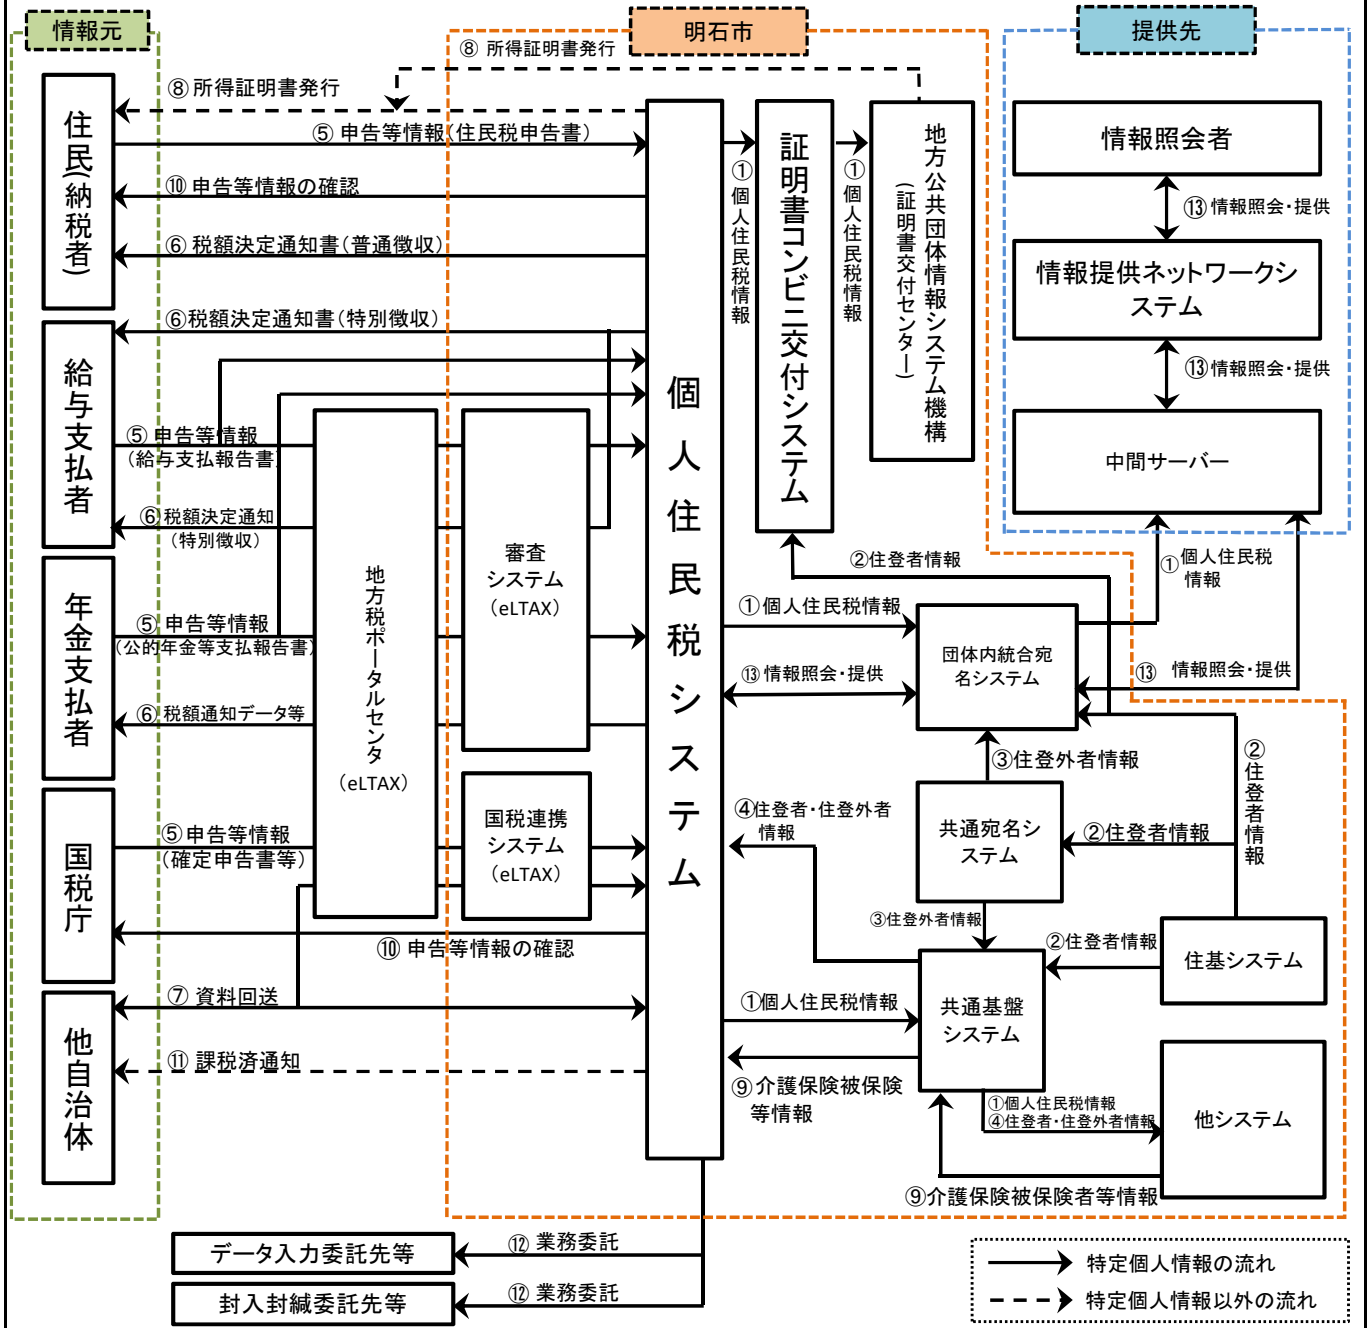 情報元
明石市
提供先
⑧ 所得証明書発行
⑧ 所得証明書発行
住民(納税者)
⑤ 申告等情報(住民税申告書)
⑩ 申告等情報の確認
⑥ 税額決定通知書(普通徴収)
⑥税額決定通知書(特別徴収)
給与支払者
⑤ 申告等情報
(給与支払報告書)
⑥ 税額決定通知
(特別徴収)
年金支払者
⑤ 申告等情報
(公的年金等支払報告書)
⑥ 税額通知データ等
国税庁
⑤ 申告等情報
(確定申告書等)
⑩ 申告等情報の確認
他自治体
⑦ 資料回送
⑪ 課税済通知
地方税ポータルセンタ
(eLTAX)
審査
システム
(eLTAX)
国税連携
システム
(eLTAX)
個人住民税システム
①個人住民税情報
証明書コンビニ交付システム
①個人住民税情報
地方公共団体情報システム機構
(証明書交付センター)
情報照会者
⑬情報照会・提供
情報提供ネットワークシ
ステム
⑬情報照会・提供
中間サーバー
①個人住民税
情報
②住登者情報
①個人住民税情報
団体内統合宛
名システム
⑬情報照会・提供
⑬ 情報照会・提供
③住登外者情報
②住登者情報
④住登者・住登外者
情報
共通宛名シ
ステム
②住登者情報
③住登外者情報
②住登者情報
住基システム
①個人住民税情報
共通基盤
システム
⑨介護保険被保険
等情報
①個人住民税情報
④住登者・住登外者情報
他システム
⑨介護保険被保険者等情報
データ入力委託先等
⑫ 業務委託
封入封緘委託先等
⑫ 業務委託
特定個人情報の流れ
特定個人情報以外の流れ